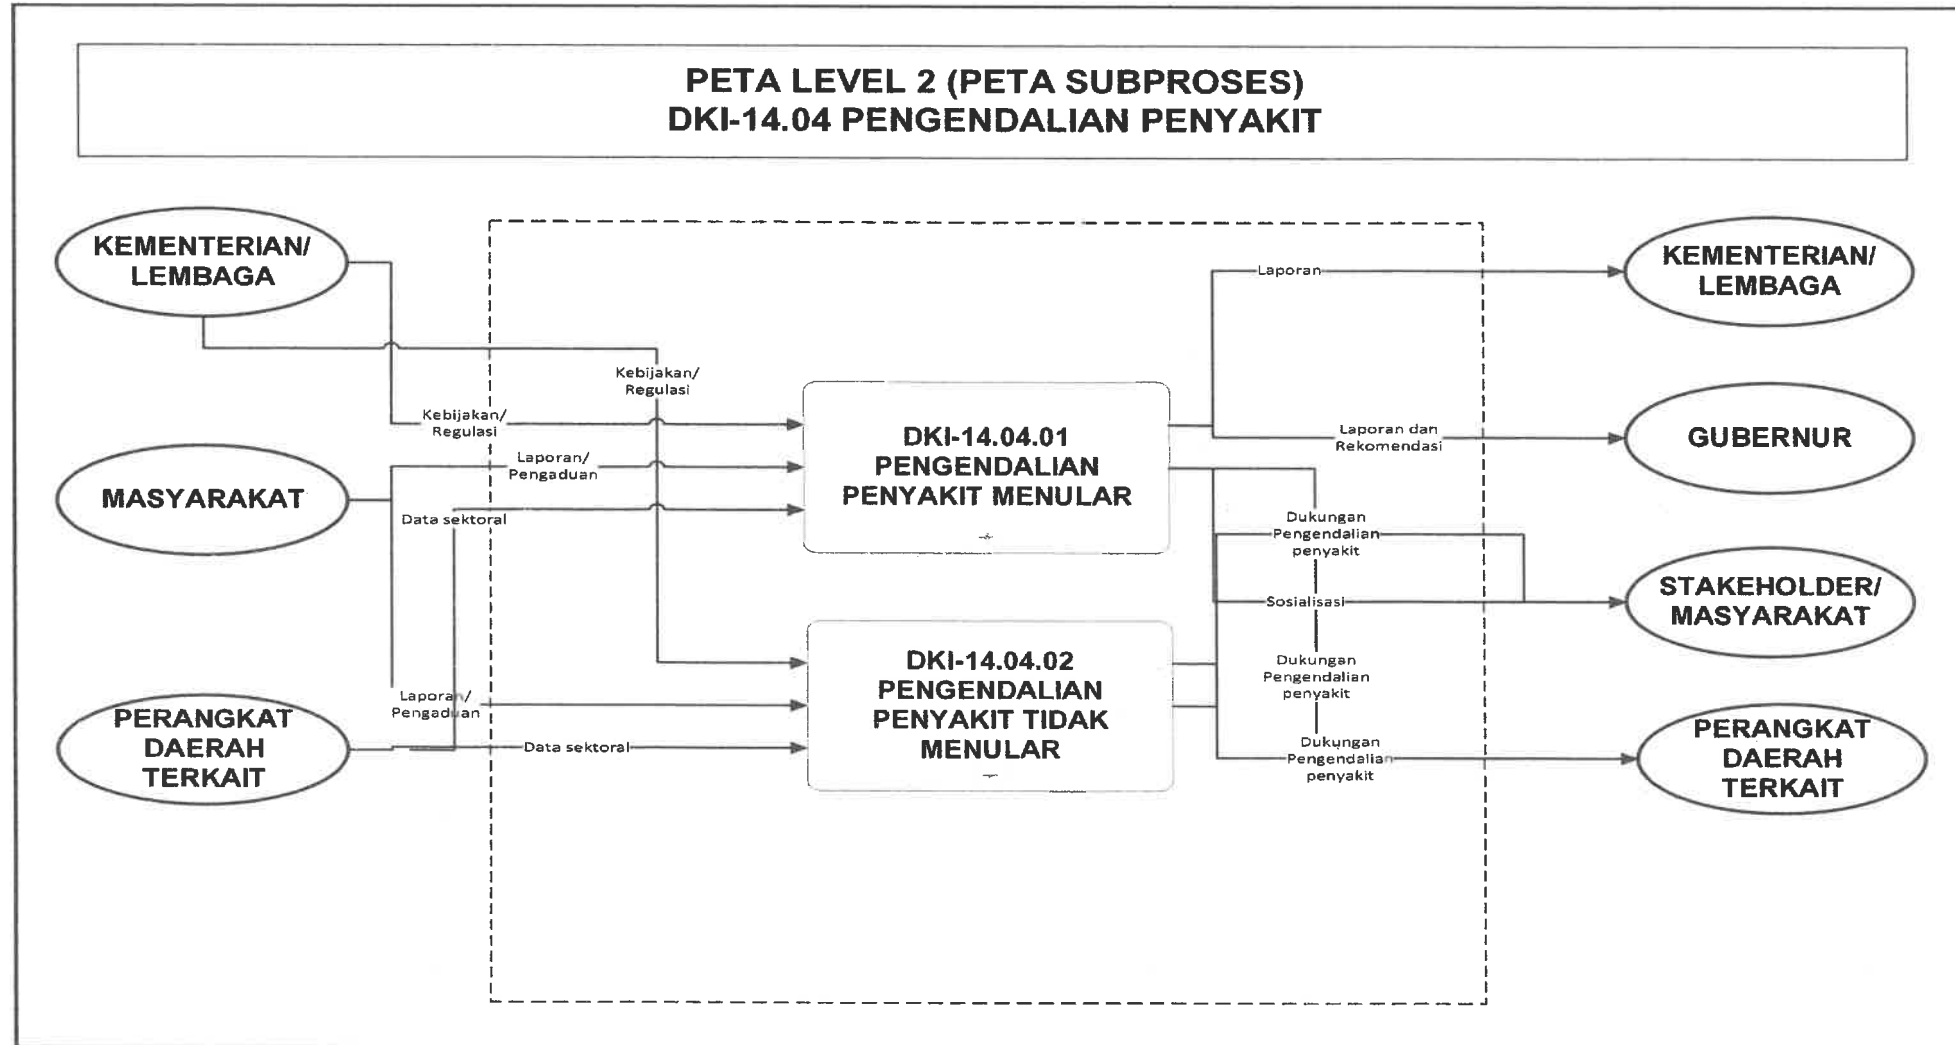 PETA LEVEL 2 (PETA SUBPROSES)
DKI-14.04 PENGENDALIAN PENYAKIT
KEMENTERIAN/
LEMBAGA
MASYARAKAT
PERANGKAT
DAERAH
TERKAIT
Kebijakan/
Regulasi
Kebijakan/
Regulasi
Laporan/
Pengaduan
Data sektoral
Laporan/
Pengaduan
Data sektoral
DKI-14.04.01
PENGENDALIAN
PENYAKIT MENULAR
DKI-14.04.02
PENGENDALIAN
PENYAKIT TIDAK
MENULAR
Laporan
Laporan dan
Rekomendasi
Dukungan
Pengendalian
penyakit
Sosialisasi
Dukungan
Pengendalian
penyakit
Dukungan
Pengendalian
penyakit
KEMENTERIAN/
LEMBAGA
GUBERNUR
STAKEHOLDER/
MASYARAKAT
PERANGKAT
DAERAH
TERKAIT